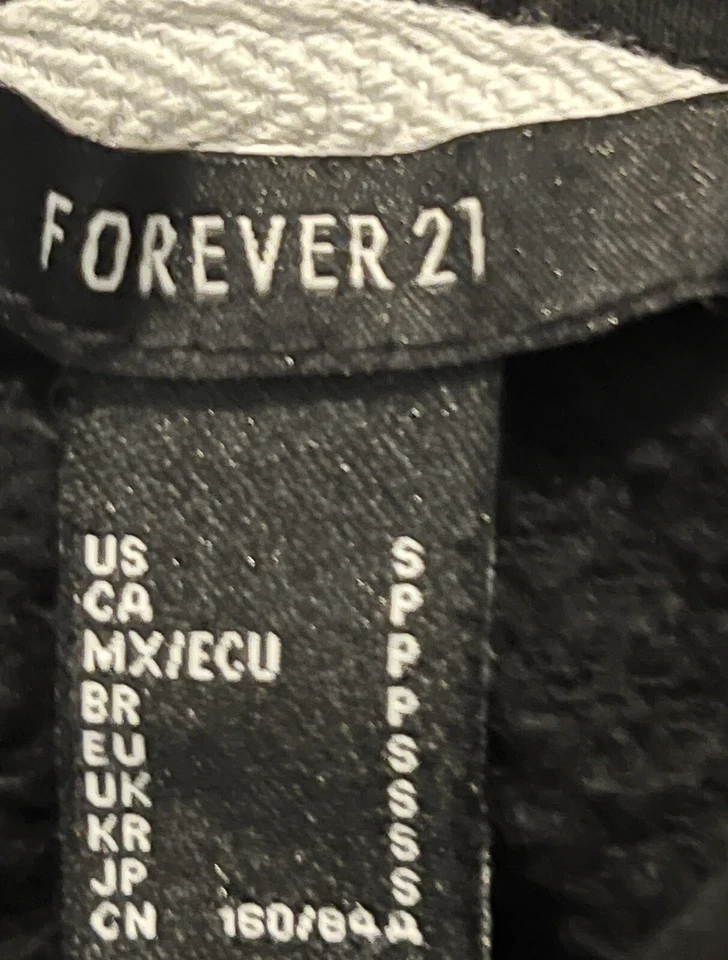 FOREVER 21
US S
CA P
MX/ECU P
BR P
EU S
UK S
KR S
JP S
CN 160/84A